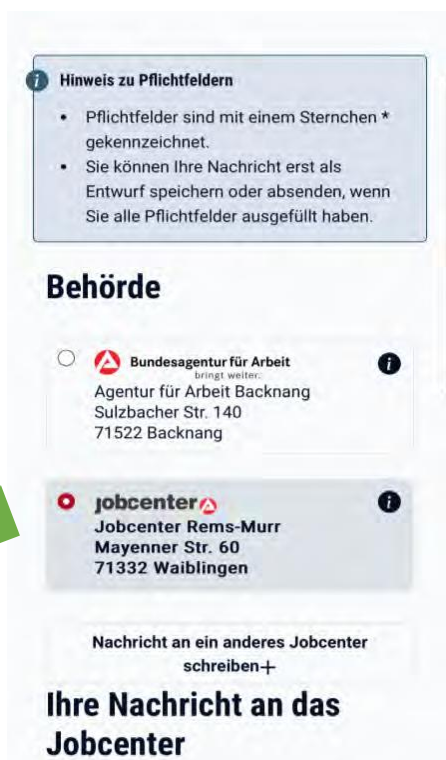 Hinweis zu Pflichtfeldern
• Pflichtfelder sind mit einem Sternchen *
gekennzeichnet.
• Sie können Ihre Nachricht erst als
Entwurf speichern oder absenden, wenn
Sie alle Pflichtfelder ausgefüllt haben.
Behörde
Bundesagentur für Arbeit
bringt weiter.
Agentur für Arbeit Backnang
Sulzbacher Str. 140
71522 Backnang
jobcenter
Jobcenter Rems-Murr
Mayenner Str. 60
71332 Waiblingen
Nachricht an ein anderes Jobcenter
schreiben+
Ihre Nachricht an das
Jobcenter